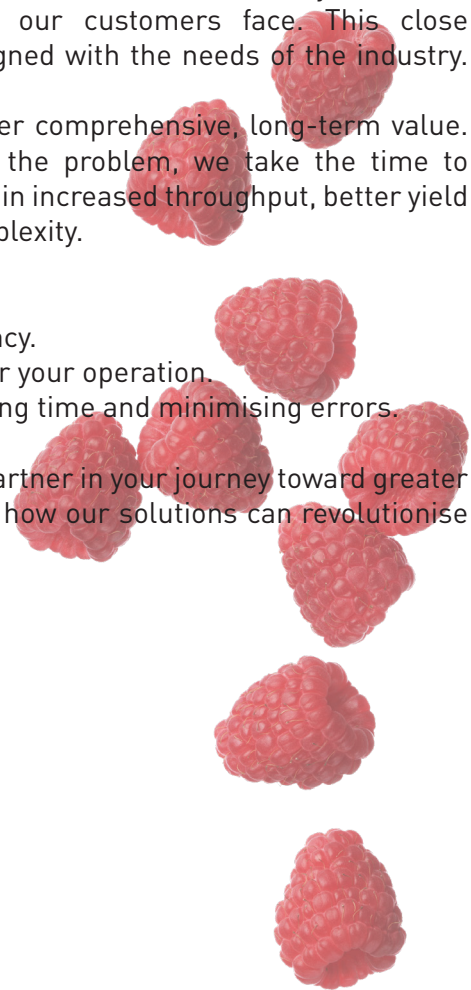 our customers face. This close
gned with the needs of the industry.
er comprehensive, long-term value.
the problem, we take the time to
in increased throughput, better yield
plexity.
ncy.
r your operation.
ng time and minimising errors.
artner in your journey toward greater
how our solutions can revolutionise